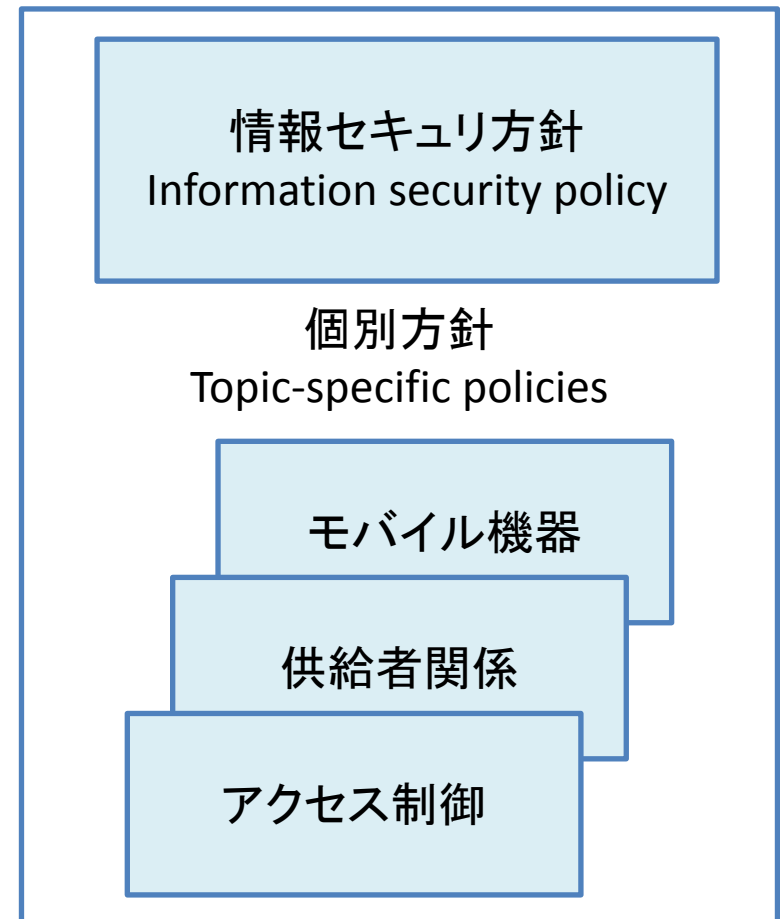 情報セキュリ方針
Information security policy
個別方針
Topic-specific policies
モバイル機器
供給者関係
アクセス制御